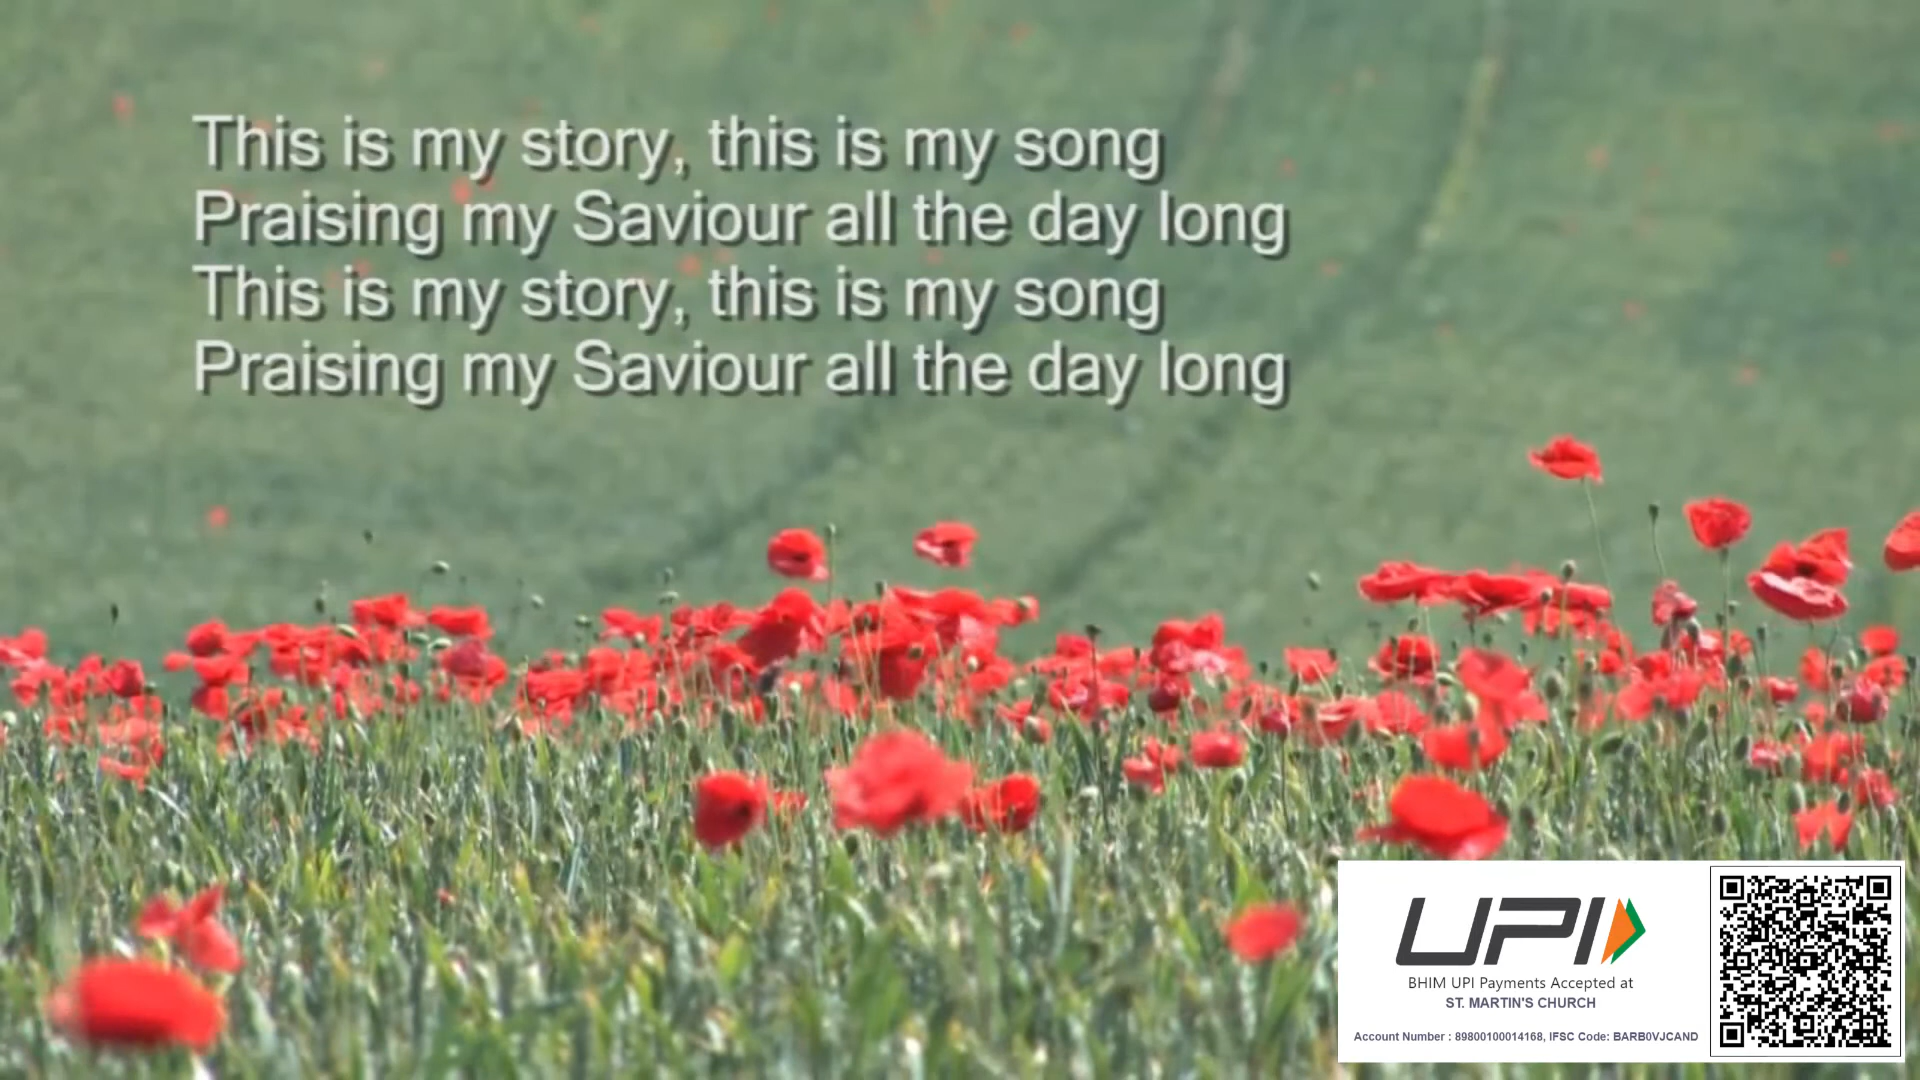 This is my story, this is my song
Praising my Saviour all the day long
This is my story, this is my song
Praising my Saviour all the day long
UPI
BHIM UPI Payments Accepted at
ST. MARTIN'S CHURCH
Account Number : 89800100014168, IFSC Code: BARB0VJCAND